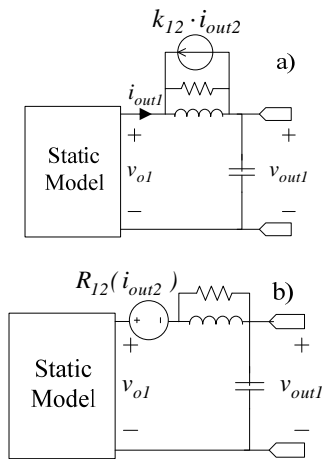 k12 · iout2
a)
iout1
+ +
Static
Model
vo1 vout1
− −
R12(iout2)
b)
+ −
+ +
Static
Model
vo1 vout1
− −